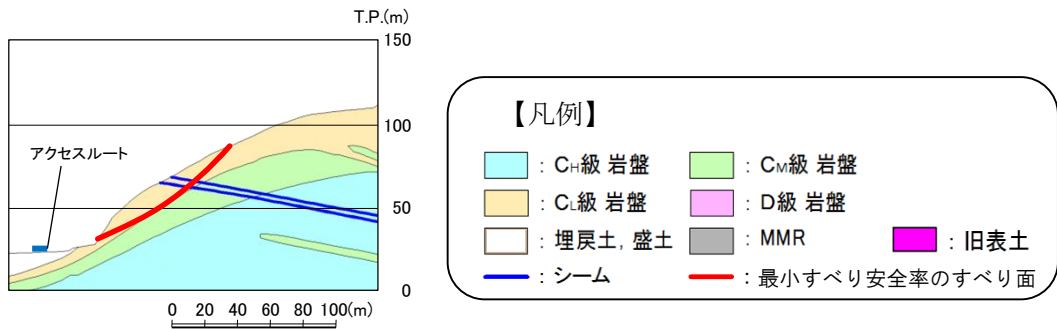 T.P.(m)
150
100
50
0
アクセスルート
0 20 40 60 80 100(m)
【凡例】
: CH級 岩盤
: CM級 岩盤
: CL級 岩盤
: D級 岩盤
: 埋戻土, 盛土
: MMR
: 旧表土
: シーム
: 最小すべり安全率のすべり面